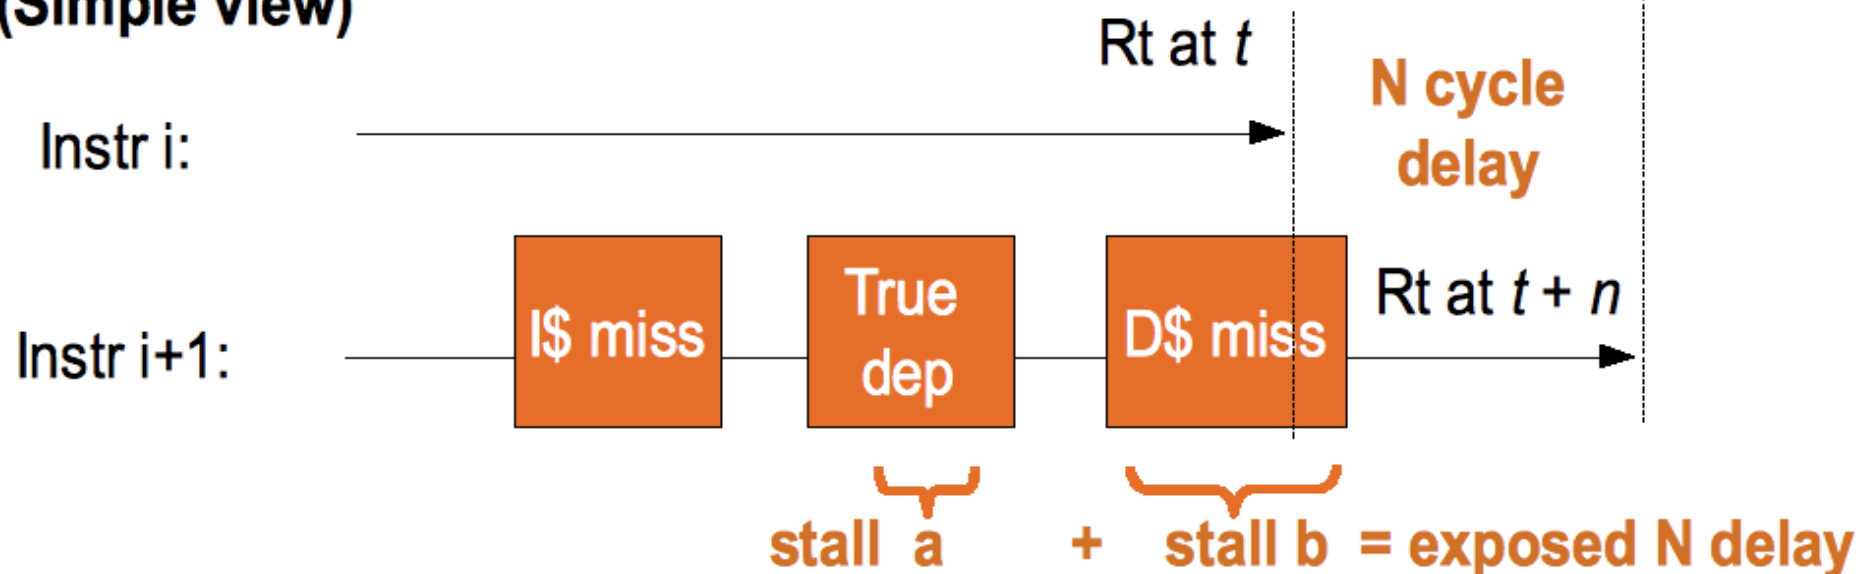 (Simple View)
Rt at t
N cycle
delay
Instr i:
I$ miss
True
dep
D$ miss
Rt at t + n
Instr i+1:
stall a + stall b = exposed N delay